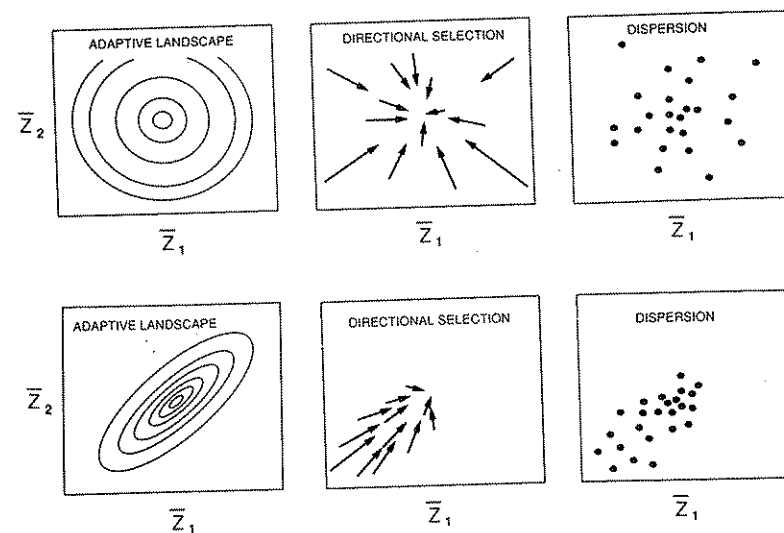 ADAPTIVE LANDSCAPE
DIRECTIONAL SELECTION
DISPERSION
Z̅₂
Z̅₁
Z̅₁
Z̅₁
ADAPTIVE LANDSCAPE
DIRECTIONAL SELECTION
DISPERSION
Z̅₂
Z̅₁
Z̅₁
Z̅₁